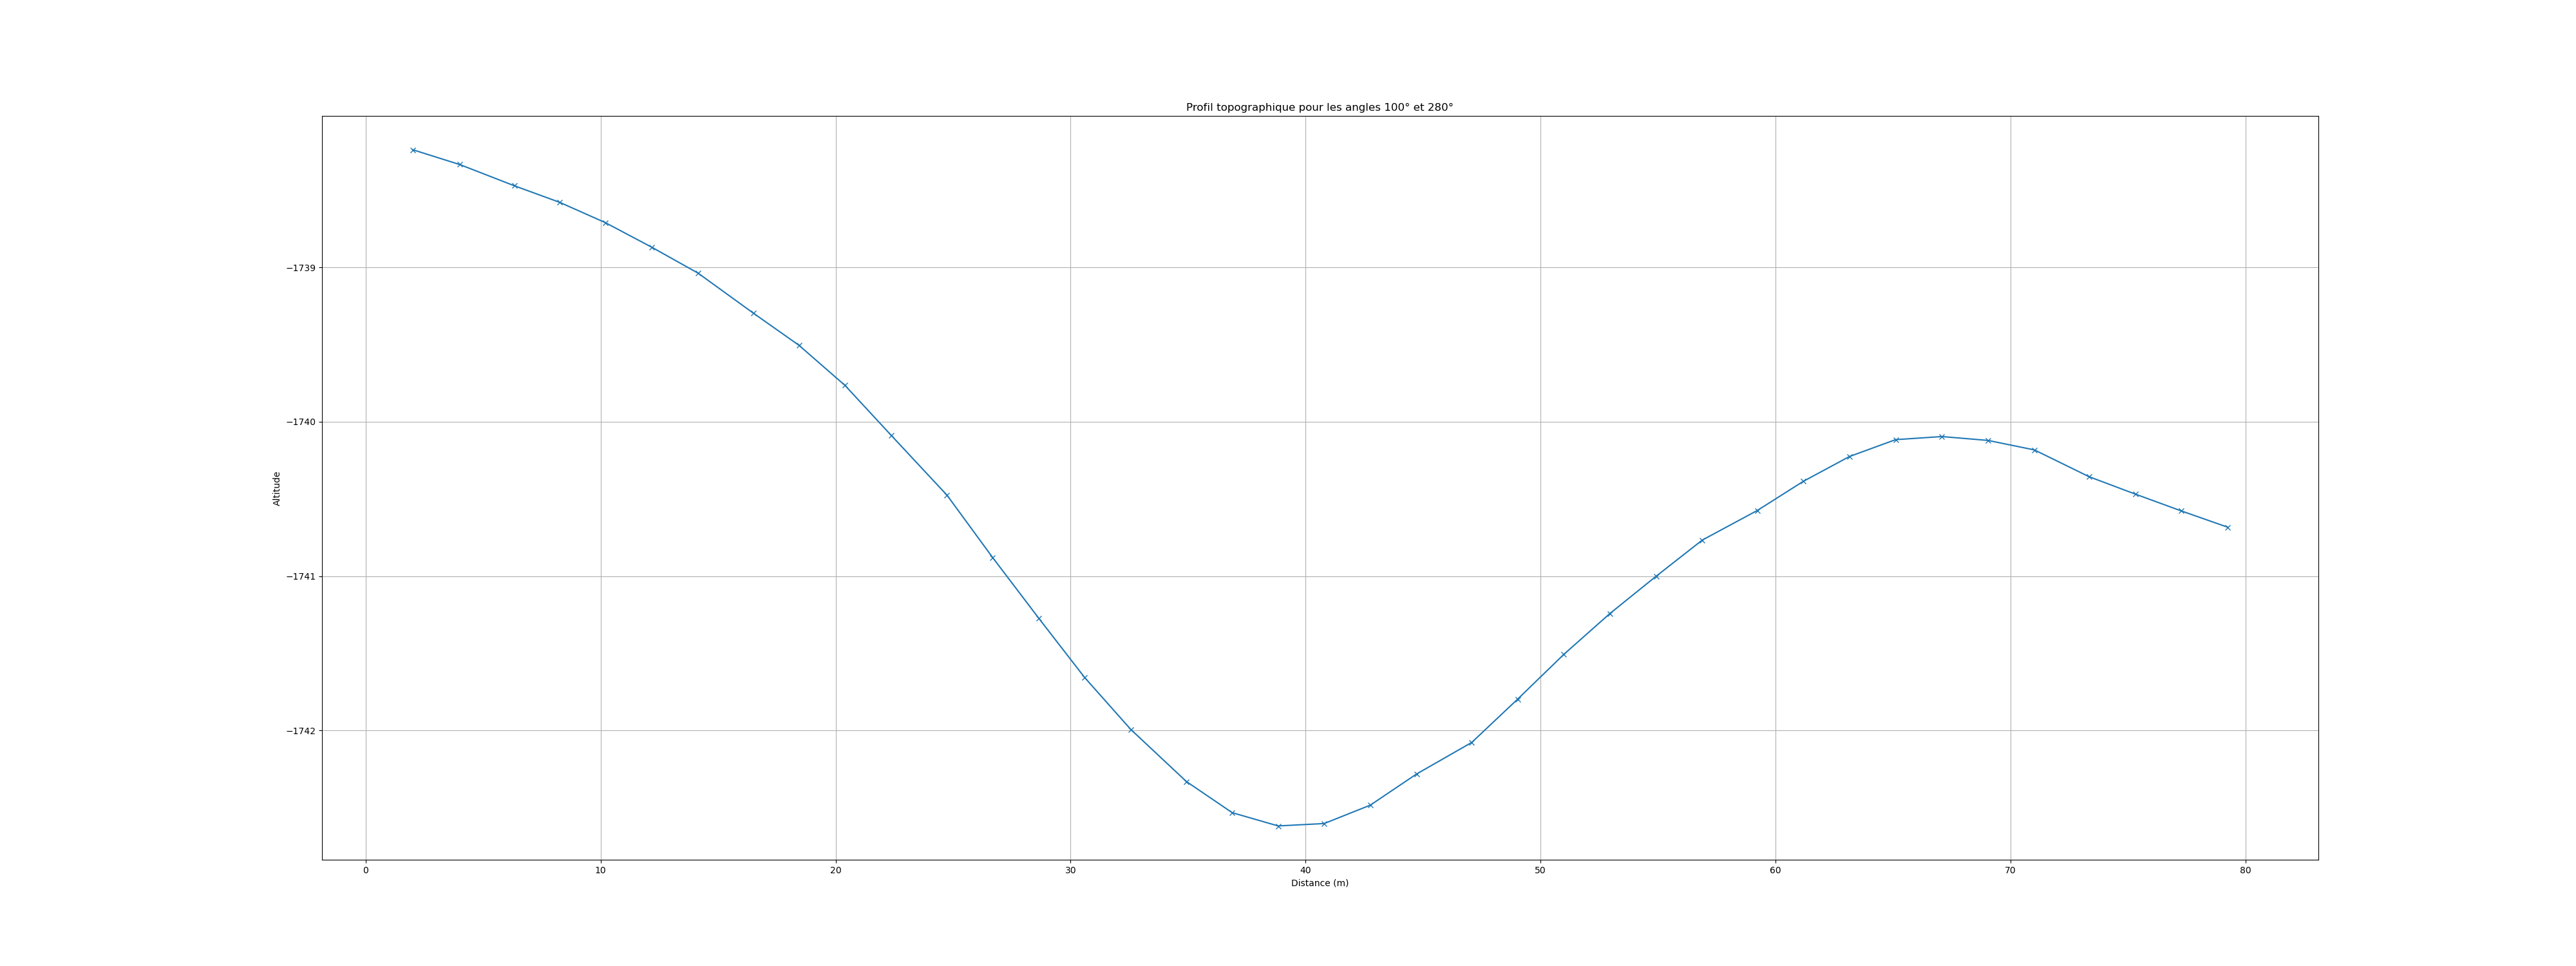 Profil topographique pour les angles 100° et 280°
Altitude
−1739
−1740
−1741
−1742
0 10 20 30 40 50 60 70 80
Distance (m)